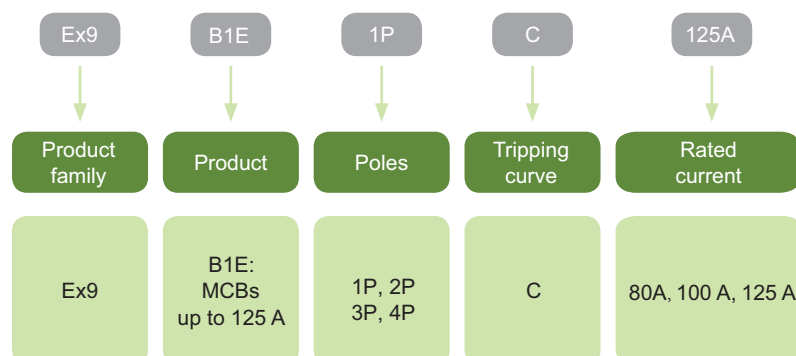 Ex9
B1E
1P
C
125A
Product
family
Product
Poles
Tripping
curve
Rated
current
Ex9
B1E:
MCBs
up to 125 A
1P, 2P
3P, 4P
C
80A, 100 A, 125 A